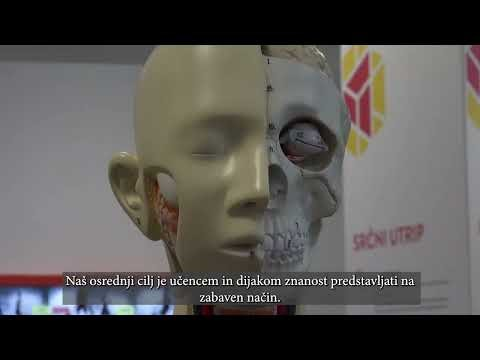 SRČNI UTRIP
Naš osrednji cilj je učencem in dijakom znanost predstavljati na
zabaven način.